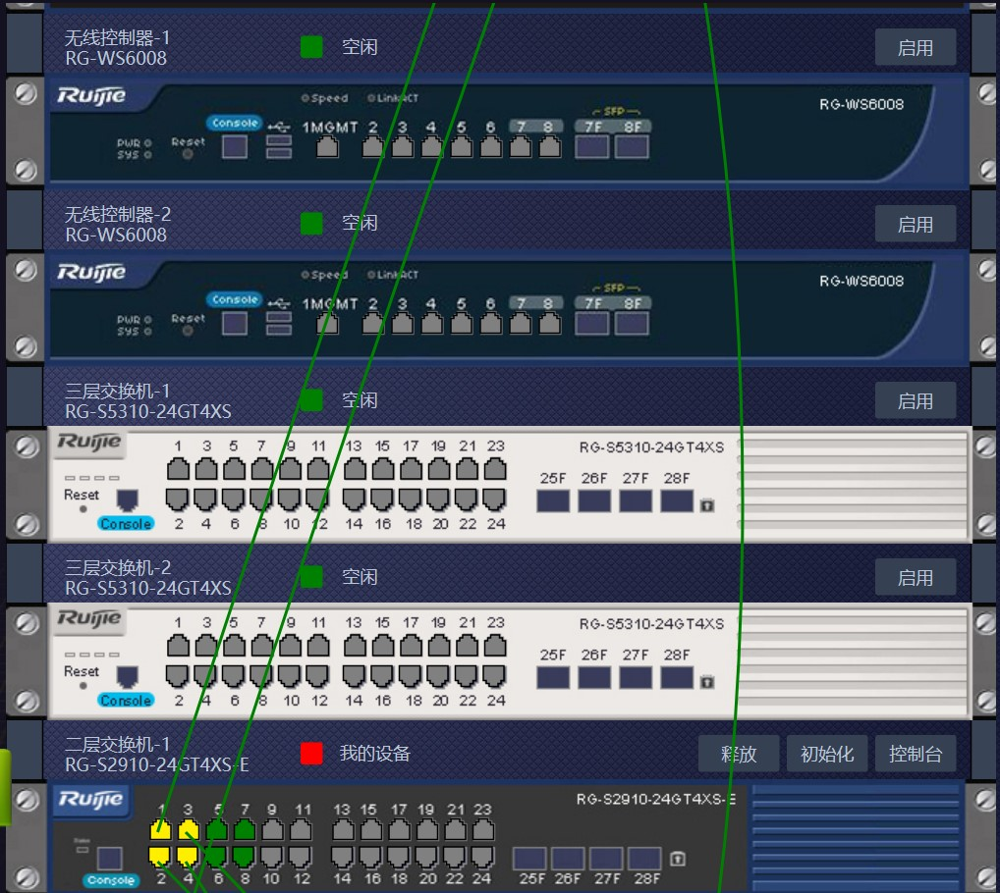 无线控制器-1
RG-WS6008
空闲
启用
Ruijie
Speed
Link/ACT
RG-WS6008
SFP
Console
1MGMT 2 3 4 5 6 7 8 7F 8F
PWR
SYS
Reset
无线控制器-2
RG-WS6008
空闲
启用
Ruijie
Speed
Link/ACT
RG-WS6008
SFP
Console
1MGMT 2 3 4 5 6 7 8 7F 8F
PWR
SYS
Reset
三层交换机-1
RG-S5310-24GT4XS
空闲
启用
Ruijie
1 3 5 7 9 11 13 15 17 19 21 23
RG-S5310-24GT4XS
25F 26F 27F 28F
Reset
Console
2 4 6 8 10 12 14 16 18 20 22 24
三层交换机-2
RG-S5310-24GT4XS
空闲
启用
Ruijie
1 3 5 7 9 11 13 15 17 19 21 23
RG-S5310-24GT4XS
25F 26F 27F 28F
Reset
Console
2 4 6 8 10 12 14 16 18 20 22 24
二层交换机-1
RG-S2910-24GT4XS-E
我的设备
释放
初始化
控制台
Ruijie
RG-S2910-24GT4XS-E
1 3 5 7 9 11 13 15 17 19 21 23
Console
2 4 6 8 10 12 14 16 18 20 22 24
25F 26F 27F 28F